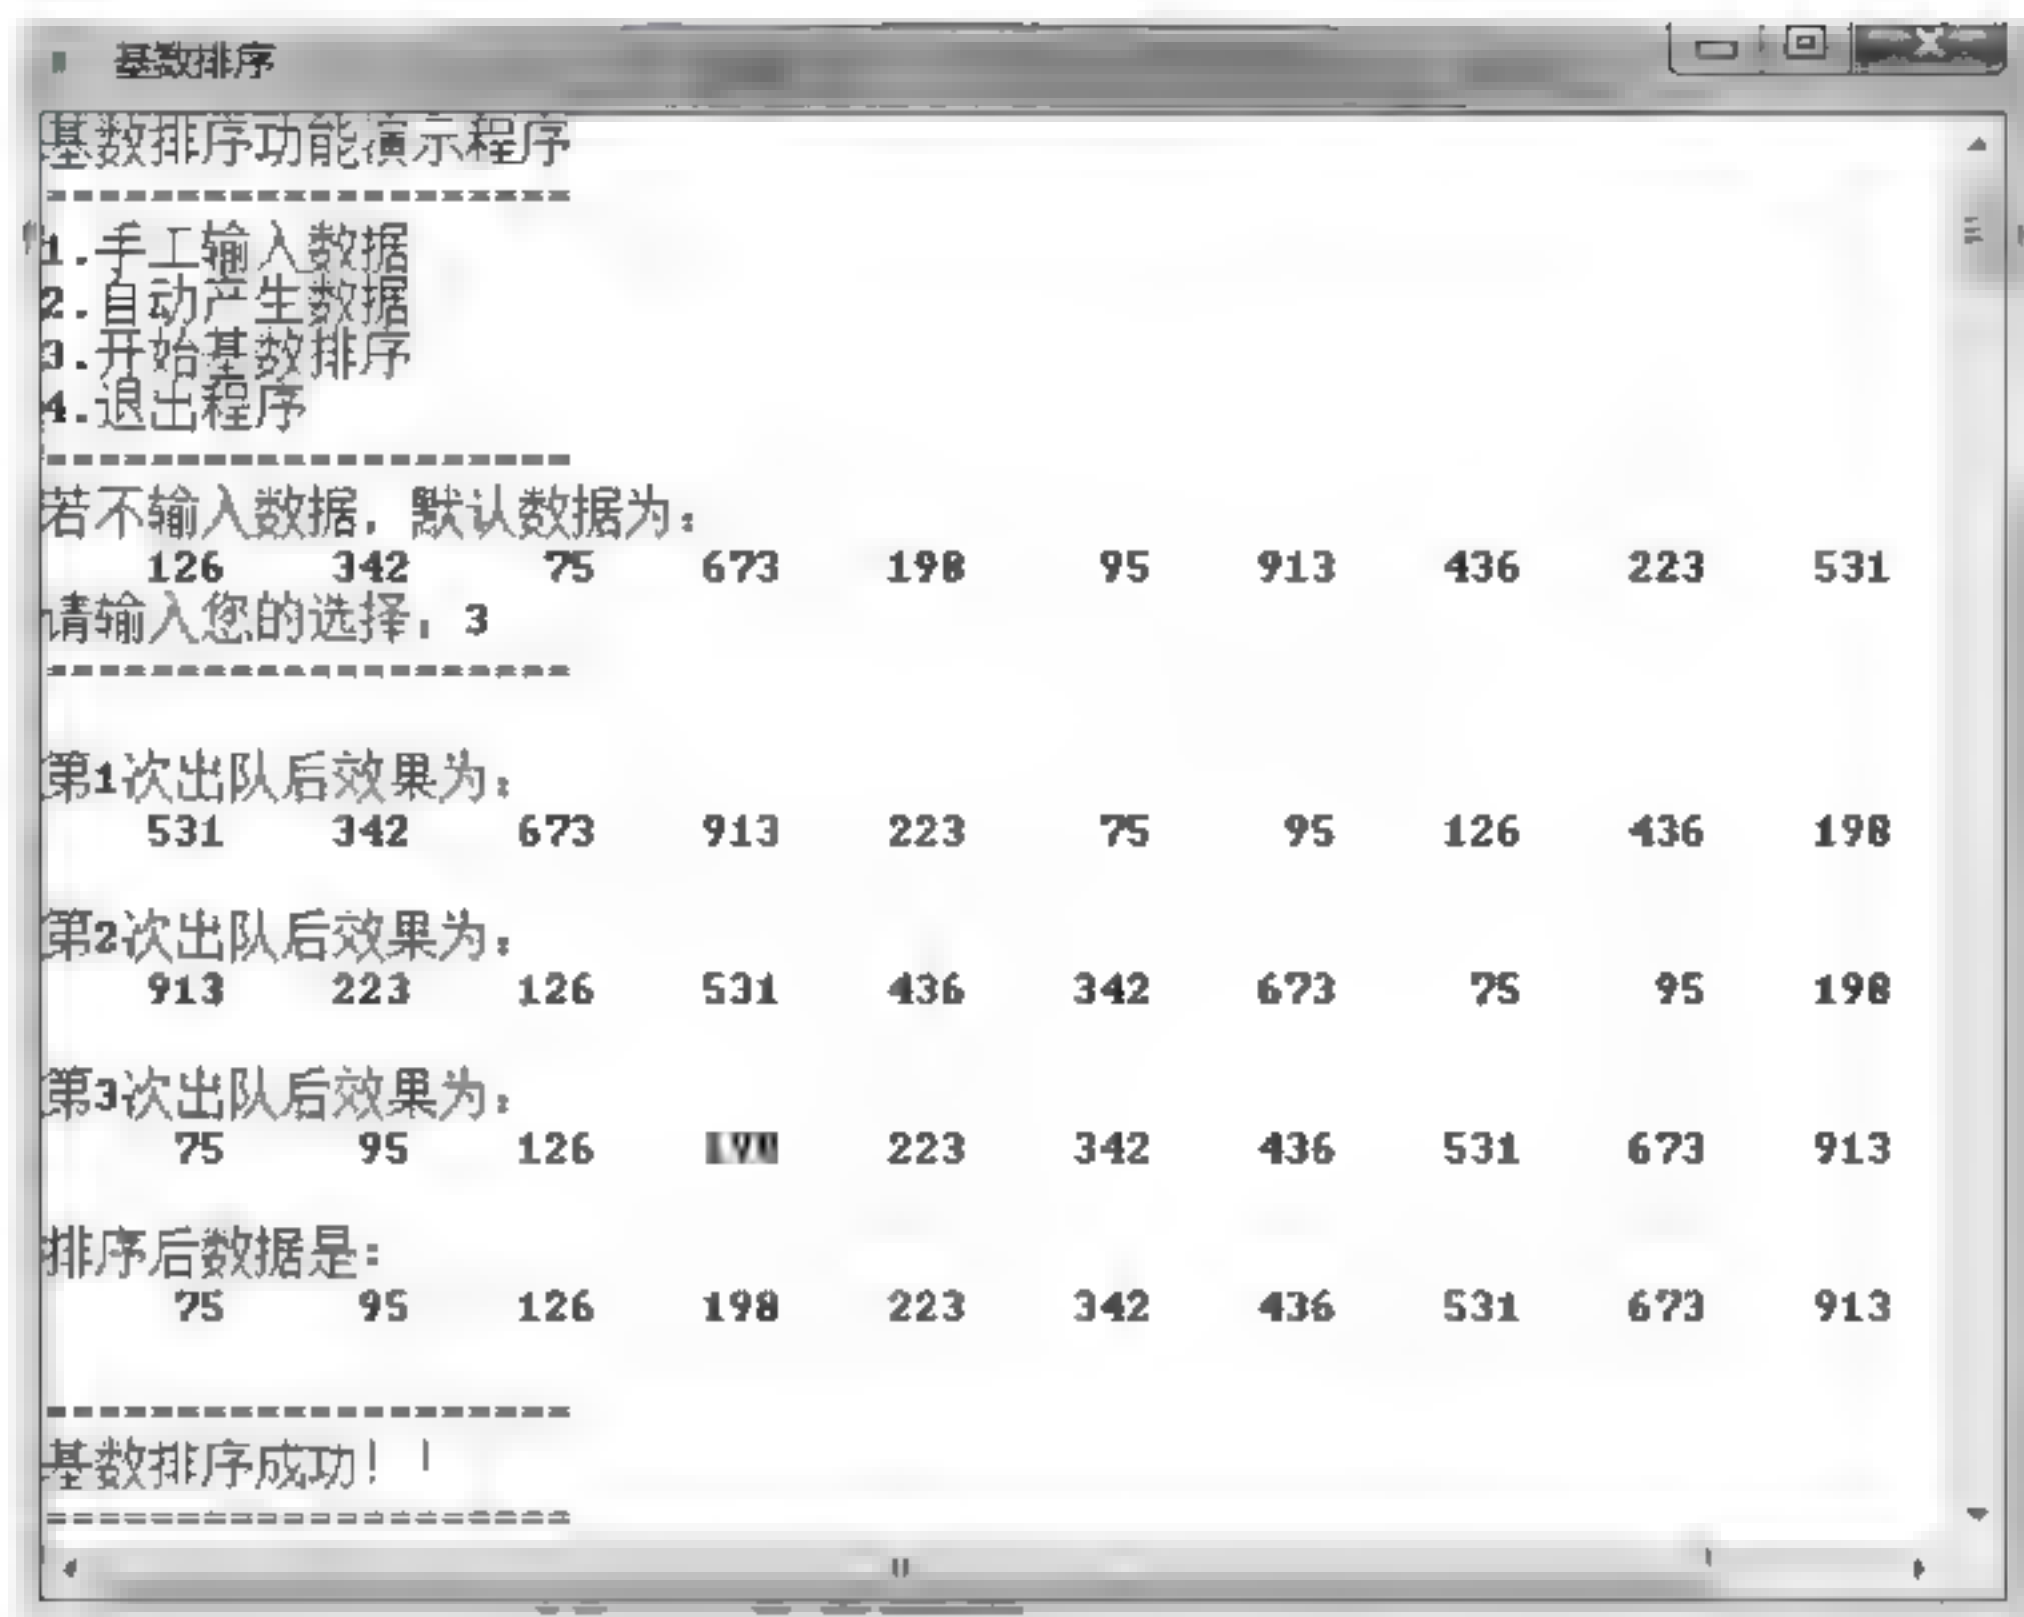 基数排序
基数排序功能演示程序
--------------------
1.手工输入数据
2.自动产生数据
3.开始基数排序
4.退出程序
--------------------
若不输入数据，默认数据为：
126 342 75 673 198 95 913 436 223 531
请输入您的选择：3
--------------------
第1次出队后效果为：
531 342 673 913 223 75 95 126 436 198
第2次出队后效果为：
913 223 126 531 436 342 673 75 95 198
第3次出队后效果为：
75 95 126 223 342 436 531 673 913
排序后数据是：
75 95 126 198 223 342 436 531 673 913
--------------------
基数排序成功！！
====================